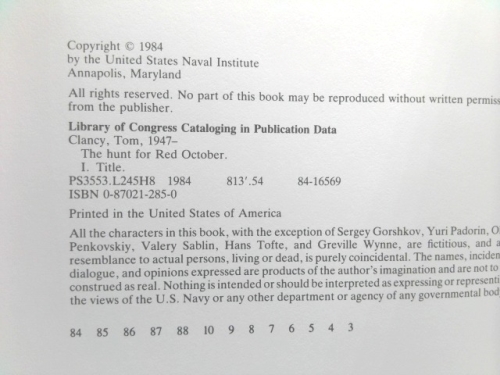 Copyright © 1984
by the United States Naval Institute
Annapolis, Maryland
All rights reserved. No part of this book may be reproduced without written permis
from the publisher.
Library of Congress Cataloging in Publication Data
Clancy, Tom, 1947–
The hunt for Red October.
I. Title.
PS3553.L245H8 1984 813'.54 84-16569
ISBN 0-87021-285-0
Printed in the United States of America
All the characters in this book, with the exception of Sergey Gorshkov, Yuri Padorin, O
Penkovskiy, Valery Sablin, Hans Tofte, and Greville Wynne, are fictitious, and a
resemblance to actual persons, living or dead, is purely coincidental. The names, inciden
dialogue, and opinions expressed are products of the author's imagination and are not to
construed as real. Nothing is intended or should be interpreted as expressing or representi
the views of the U.S. Navy or any other department or agency of any governmental body
84 85 86 87 88 10 9 8 7 6 5 4 3